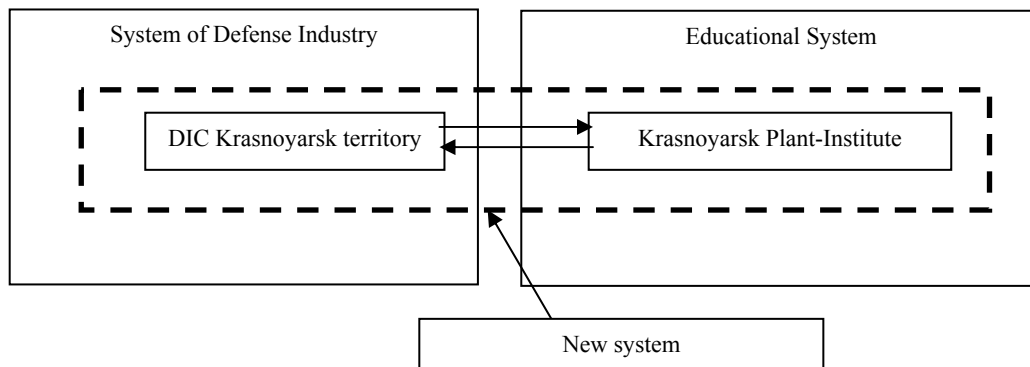 System of Defense Industry
Educational System
DIC Krasnoyarsk territory
Krasnoyarsk Plant-Institute
New system